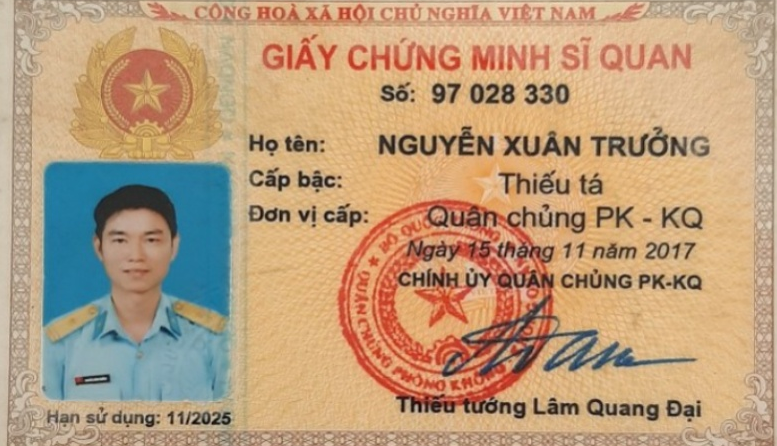 CỘNG HOÀ XÃ HỘI CHỦ NGHĨA VIỆT NAM
GIẤY CHỨNG MINH SĨ QUAN
Số: 97 028 330
Họ tên: NGUYỄN XUÂN TRƯỞNG
Cấp bậc: Thiếu tá
Đơn vị cấp: Quân chủng PK - KQ
Ngày 15 tháng 11 năm 2017
CHÍNH ỦY QUÂN CHỦNG PK-KQ
QUÂN CHỦNG PHÒNG KHÔNG
Thiếu tướng Lâm Quang Đại
Hạn sử dụng: 11/2025